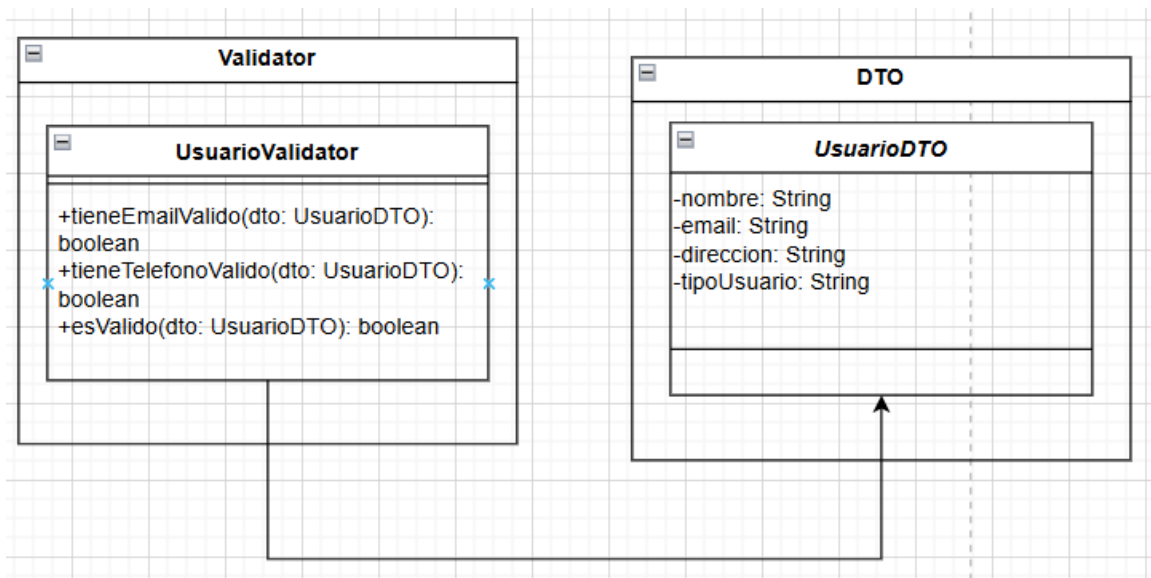 Validator
UsuarioValidator
+tieneEmailValido(dto: UsuarioDTO):
boolean
+tieneTelefonoValido(dto: UsuarioDTO):
boolean
+esValido(dto: UsuarioDTO): boolean
DTO
UsuarioDTO
-nombre: String
-email: String
-direccion: String
-tipoUsuario: String